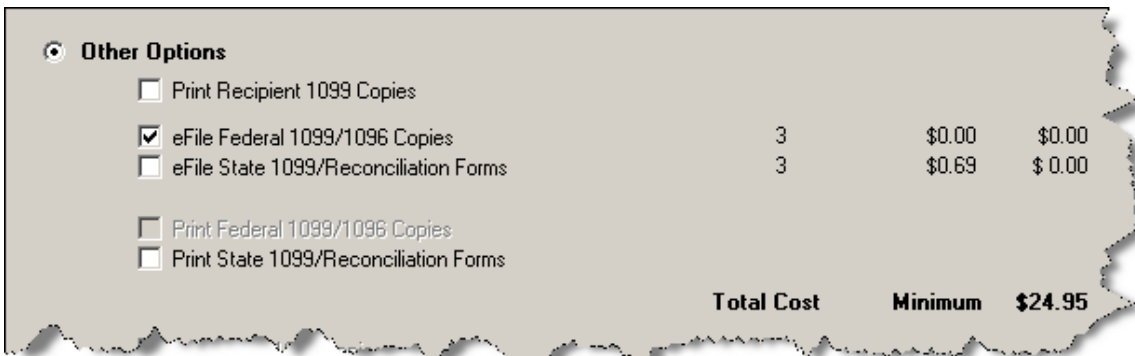 Other Options
Print Recipient 1099 Copies
eFile Federal 1099/1096 Copies 3 $0.00 $0.00
eFile State 1099/Reconciliation Forms 3 $0.69 $ 0.00
Print Federal 1099/1096 Copies
Print State 1099/Reconciliation Forms
Total Cost Minimum $24.95